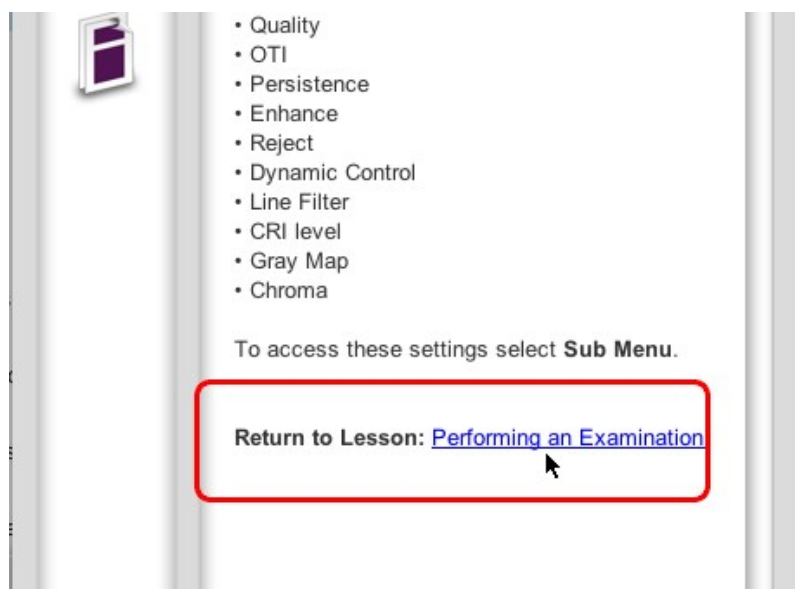 • Quality
• OTI
• Persistence
• Enhance
• Reject
• Dynamic Control
• Line Filter
• CRI level
• Gray Map
• Chroma
To access these settings select Sub Menu.
Return to Lesson: Performing an Examination